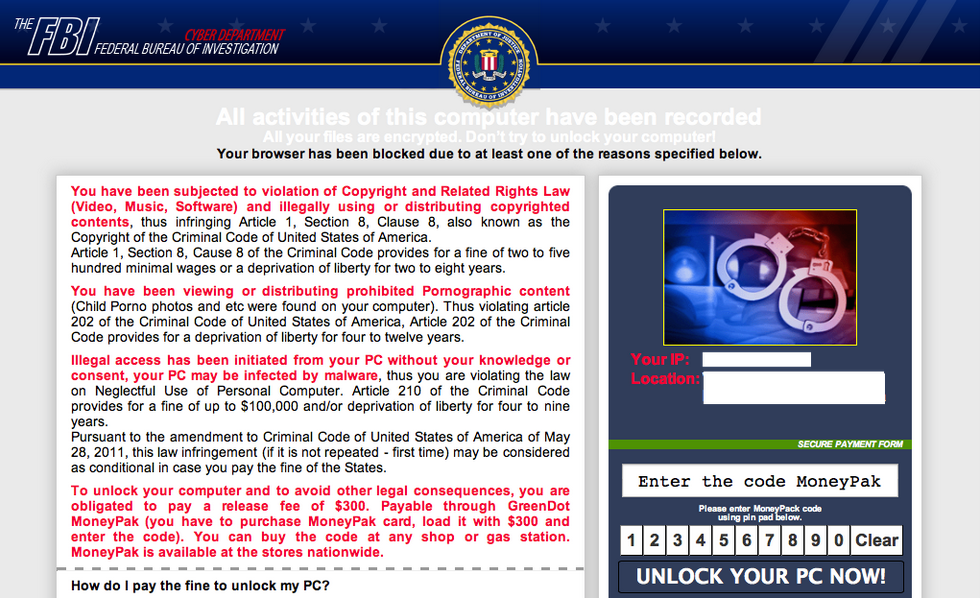 THE FBI CYBER DEPARTMENT
FEDERAL BUREAU OF INVESTIGATION
DEPARTMENT OF JUSTICE
FEDERAL BUREAU OF INVESTIGATION
All activities of this computer have been recorded
All your files are encrypted. Don't try to unlock your computer!
Your browser has been blocked due to at least one of the reasons specified below.
You have been subjected to violation of Copyright and Related Rights Law
(Video, Music, Software) and illegally using or distributing copyrighted
contents, thus infringing Article 1, Section 8, Clause 8, also known as the
Copyright of the Criminal Code of United States of America.
Article 1, Section 8, Cause 8 of the Criminal Code provides for a fine of two to five
hundred minimal wages or a deprivation of liberty for two to eight years.
You have been viewing or distributing prohibited Pornographic content
(Child Porno photos and etc were found on your computer). Thus violating article
202 of the Criminal Code of United States of America, Article 202 of the Criminal
Code provides for a deprivation of liberty for four to twelve years.
Illegal access has been initiated from your PC without your knowledge or
consent, your PC may be infected by malware, thus you are violating the law
on Neglectful Use of Personal Computer. Article 210 of the Criminal Code
provides for a fine of up to $100,000 and/or deprivation of liberty for four to nine
years.
Pursuant to the amendment to Criminal Code of United States of America of May
28, 2011, this law infringement (if it is not repeated - first time) may be considered
as conditional in case you pay the fine of the States.
To unlock your computer and to avoid other legal consequences, you are
obligated to pay a release fee of $300. Payable through GreenDot
MoneyPak (you have to purchase MoneyPak card, load it with $300 and
enter the code). You can buy the code at any shop or gas station.
MoneyPak is available at the stores nationwide.
How do I pay the fine to unlock my PC?
Your IP:
Location:
SECURE PAYMENT FORM
Enter the code MoneyPak
Please enter MoneyPack code
using pin pad below.
1 2 3 4 5 6 7 8 9 0 Clear
UNLOCK YOUR PC NOW!